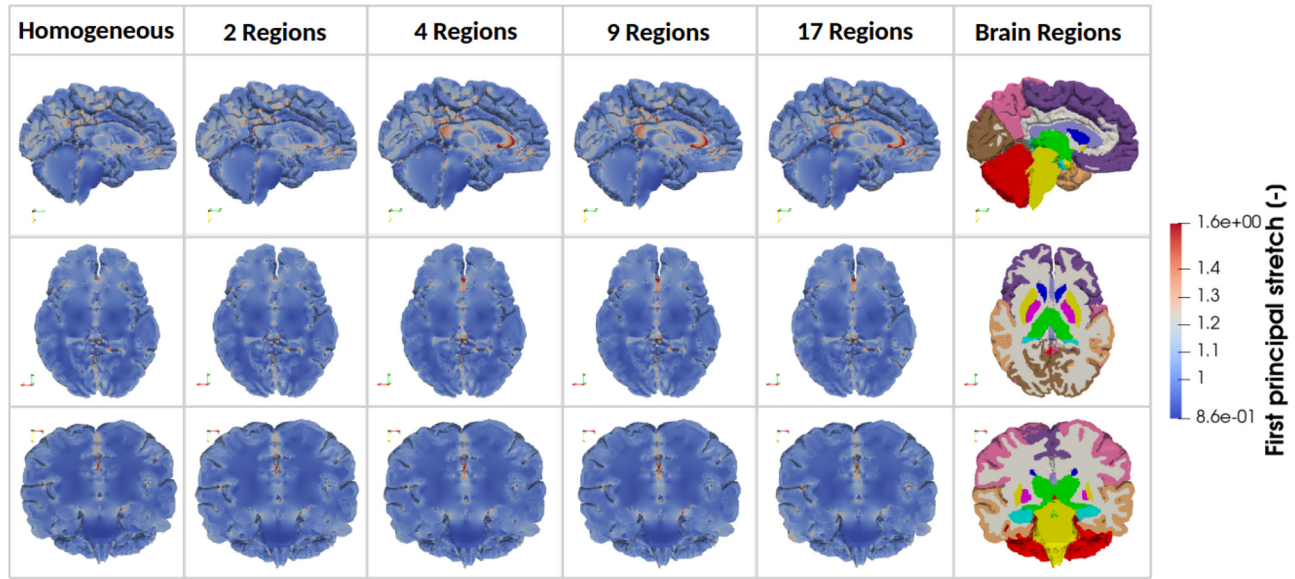 Homogeneous
2 Regions
4 Regions
9 Regions
17 Regions
Brain Regions
1.6e+00
1.4
1.3
1.2
1.1
1
8.6e-01
First principal stretch (-)